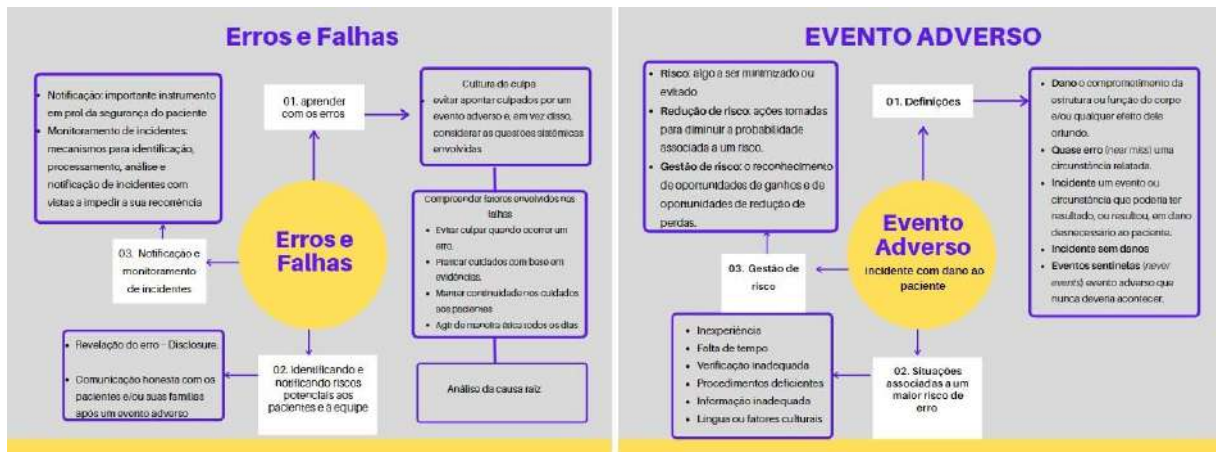 Erros e Falhas
01. aprender
com os erros
Cultura da culpa
• evitar apontar culpados por um
evento adverso e, em vez disso,
considerar as questões sistêmicas
envolvidas
Compreender fatores envolvidos nas
falhas
• Evitar culpar quando ocorrer um
erro.
• Praticar cuidados com base em
evidências.
• Manter continuidade nos cuidados
aos pacientes
• Agir de maneira ética todos os dias
Análise da causa raiz
Erros e
Falhas
02. Identificando e
notificando riscos
potenciais aos
pacientes e à equipe
• Revelação do erro – Disclosure.
• Comunicação honesta com os
pacientes e/ou suas famílias
após um evento adverso
03. Notificação e
monitoramento
de incidentes
• Notificação: importante instrumento
em prol da segurança do paciente
• Monitoramento de incidentes:
mecanismos para identificação,
processamento, análise e
notificação de incidentes com
vistas a impedir a sua recorrência
EVENTO ADVERSO
01. Definições
• Dano o comprometimento da
estrutura ou função do corpo
e/ou qualquer efeito dele
oriundo.
• Quase erro (near miss) uma
circunstância relatada.
• Incidente um evento ou
circunstância que poderia ter
resultado, ou resultou, em dano
desnecessário ao paciente.
• Incidente sem danos
• Eventos sentinelas (never
events) evento adverso que
nunca deveria acontecer.
Evento
Adverso
Incidente com dano ao
paciente
02. Situações
associadas a um
maior risco de
erro
• Inexperiência
• Falta de tempo
• Verificação inadequada
• Procedimentos deficientes
• Informação inadequada
• Língua ou fatores culturais
03. Gestão de
risco
• Risco: algo a ser minimizado ou
evitado
• Redução de risco: ações tomadas
para diminuir a probabilidade
associada a um risco.
• Gestão de risco: o reconhecimento
de oportunidades de ganhos e de
oportunidades de redução de
perdas.